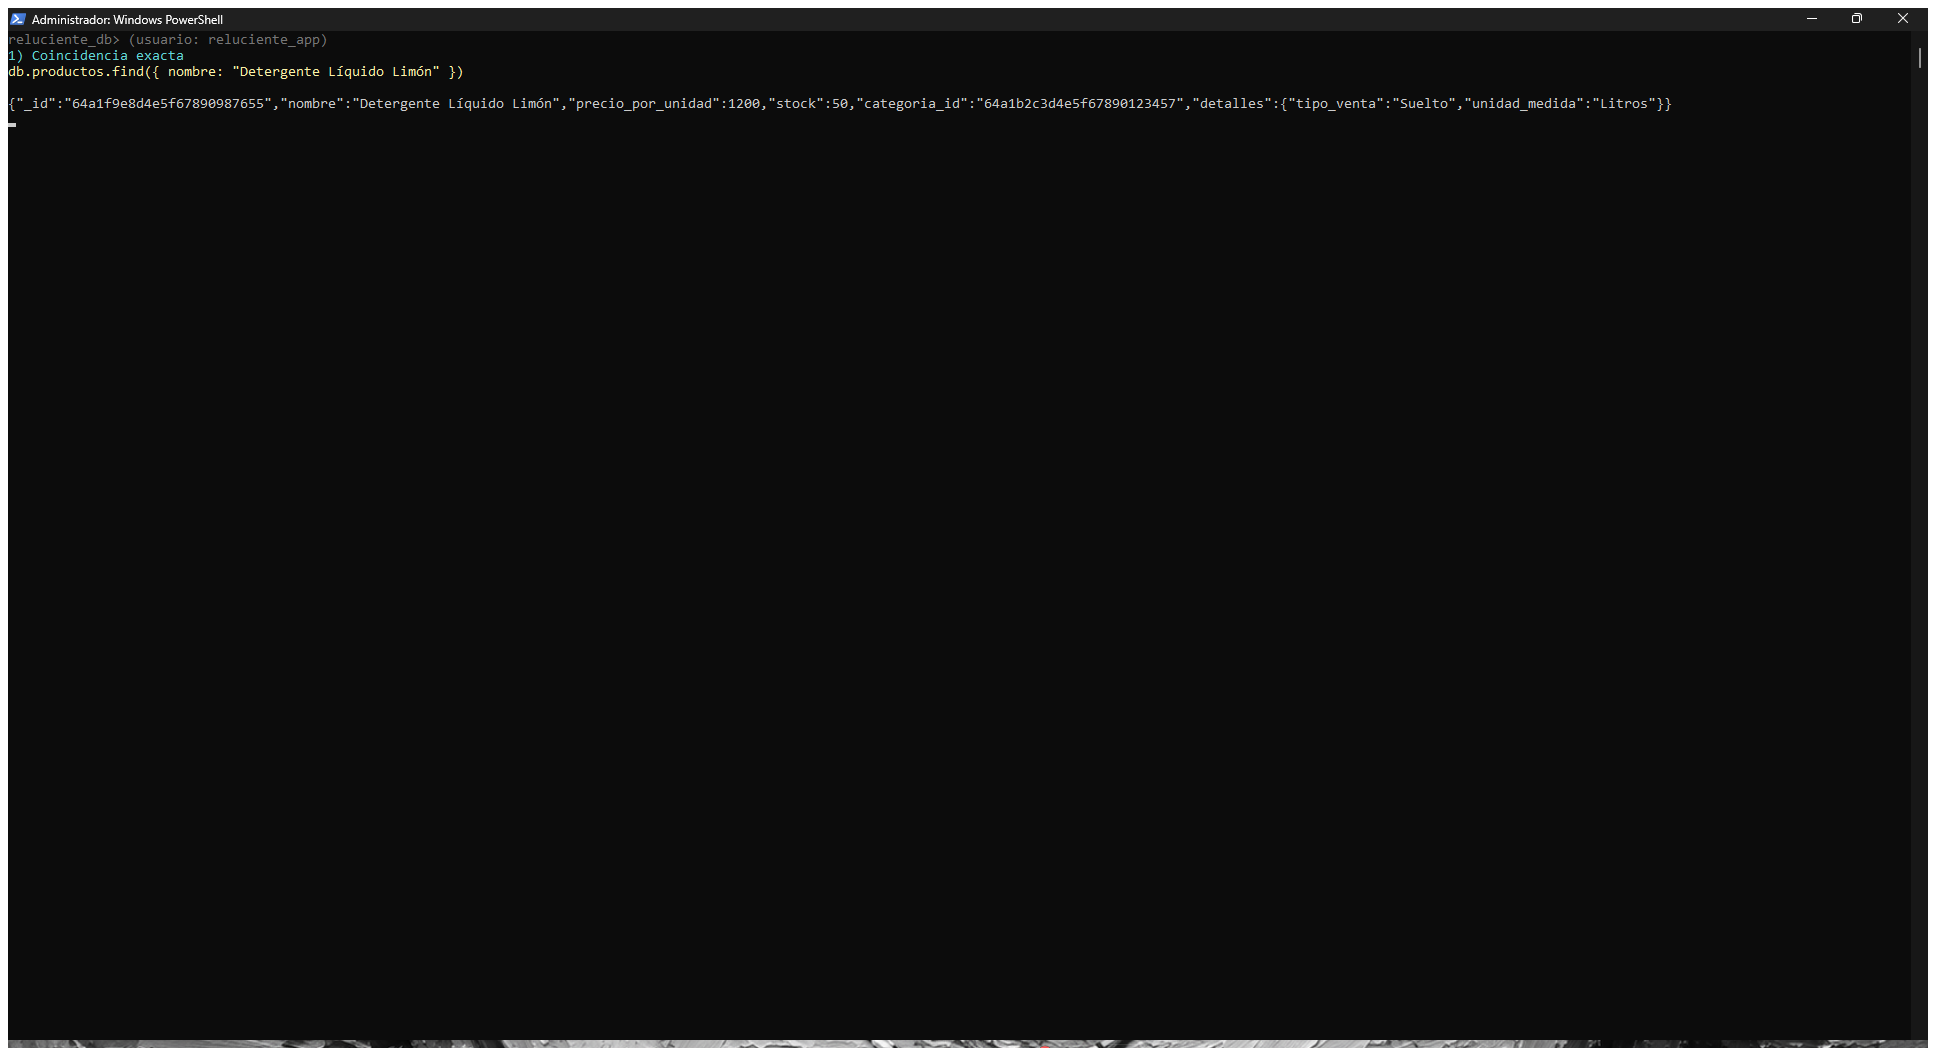 Administrador: Windows PowerShell
reluciente_db> (usuario: reluciente_app)
1) Coincidencia exacta
db.productos.find({ nombre: "Detergente Líquido Limón" })
{"_id":"64a1f9e8d4e5f67890987655","nombre":"Detergente Líquido Limón","precio_por_unidad":1200,"stock":50,"categoria_id":"64a1b2c3d4e5f67890123457","detalles":{"tipo_venta":"Suelto","unidad_medida":"Litros"}}